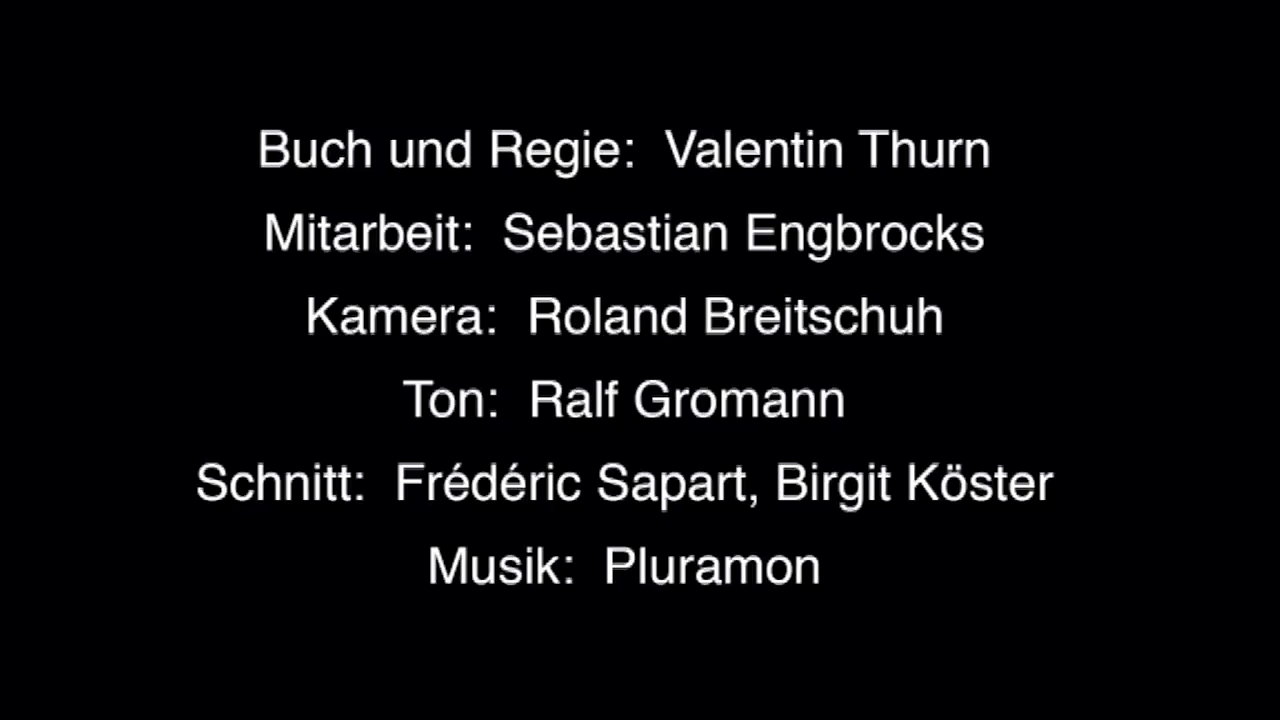 Buch und Regie: Valentin Thurn
Mitarbeit: Sebastian Engbrocks
Kamera: Roland Breitschuh
Ton: Ralf Gromann
Schnitt: Frédéric Sapart, Birgit Köster
Musik: Pluramon